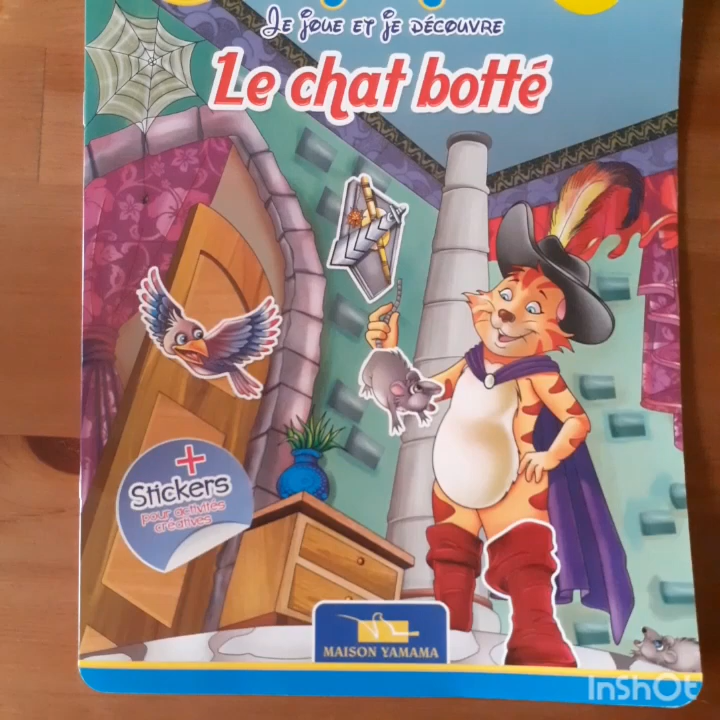 Je joue et je découvre
Le chat botté
+
Stickers
pour activités
créatives
MAISON YAMAMA
InShOt